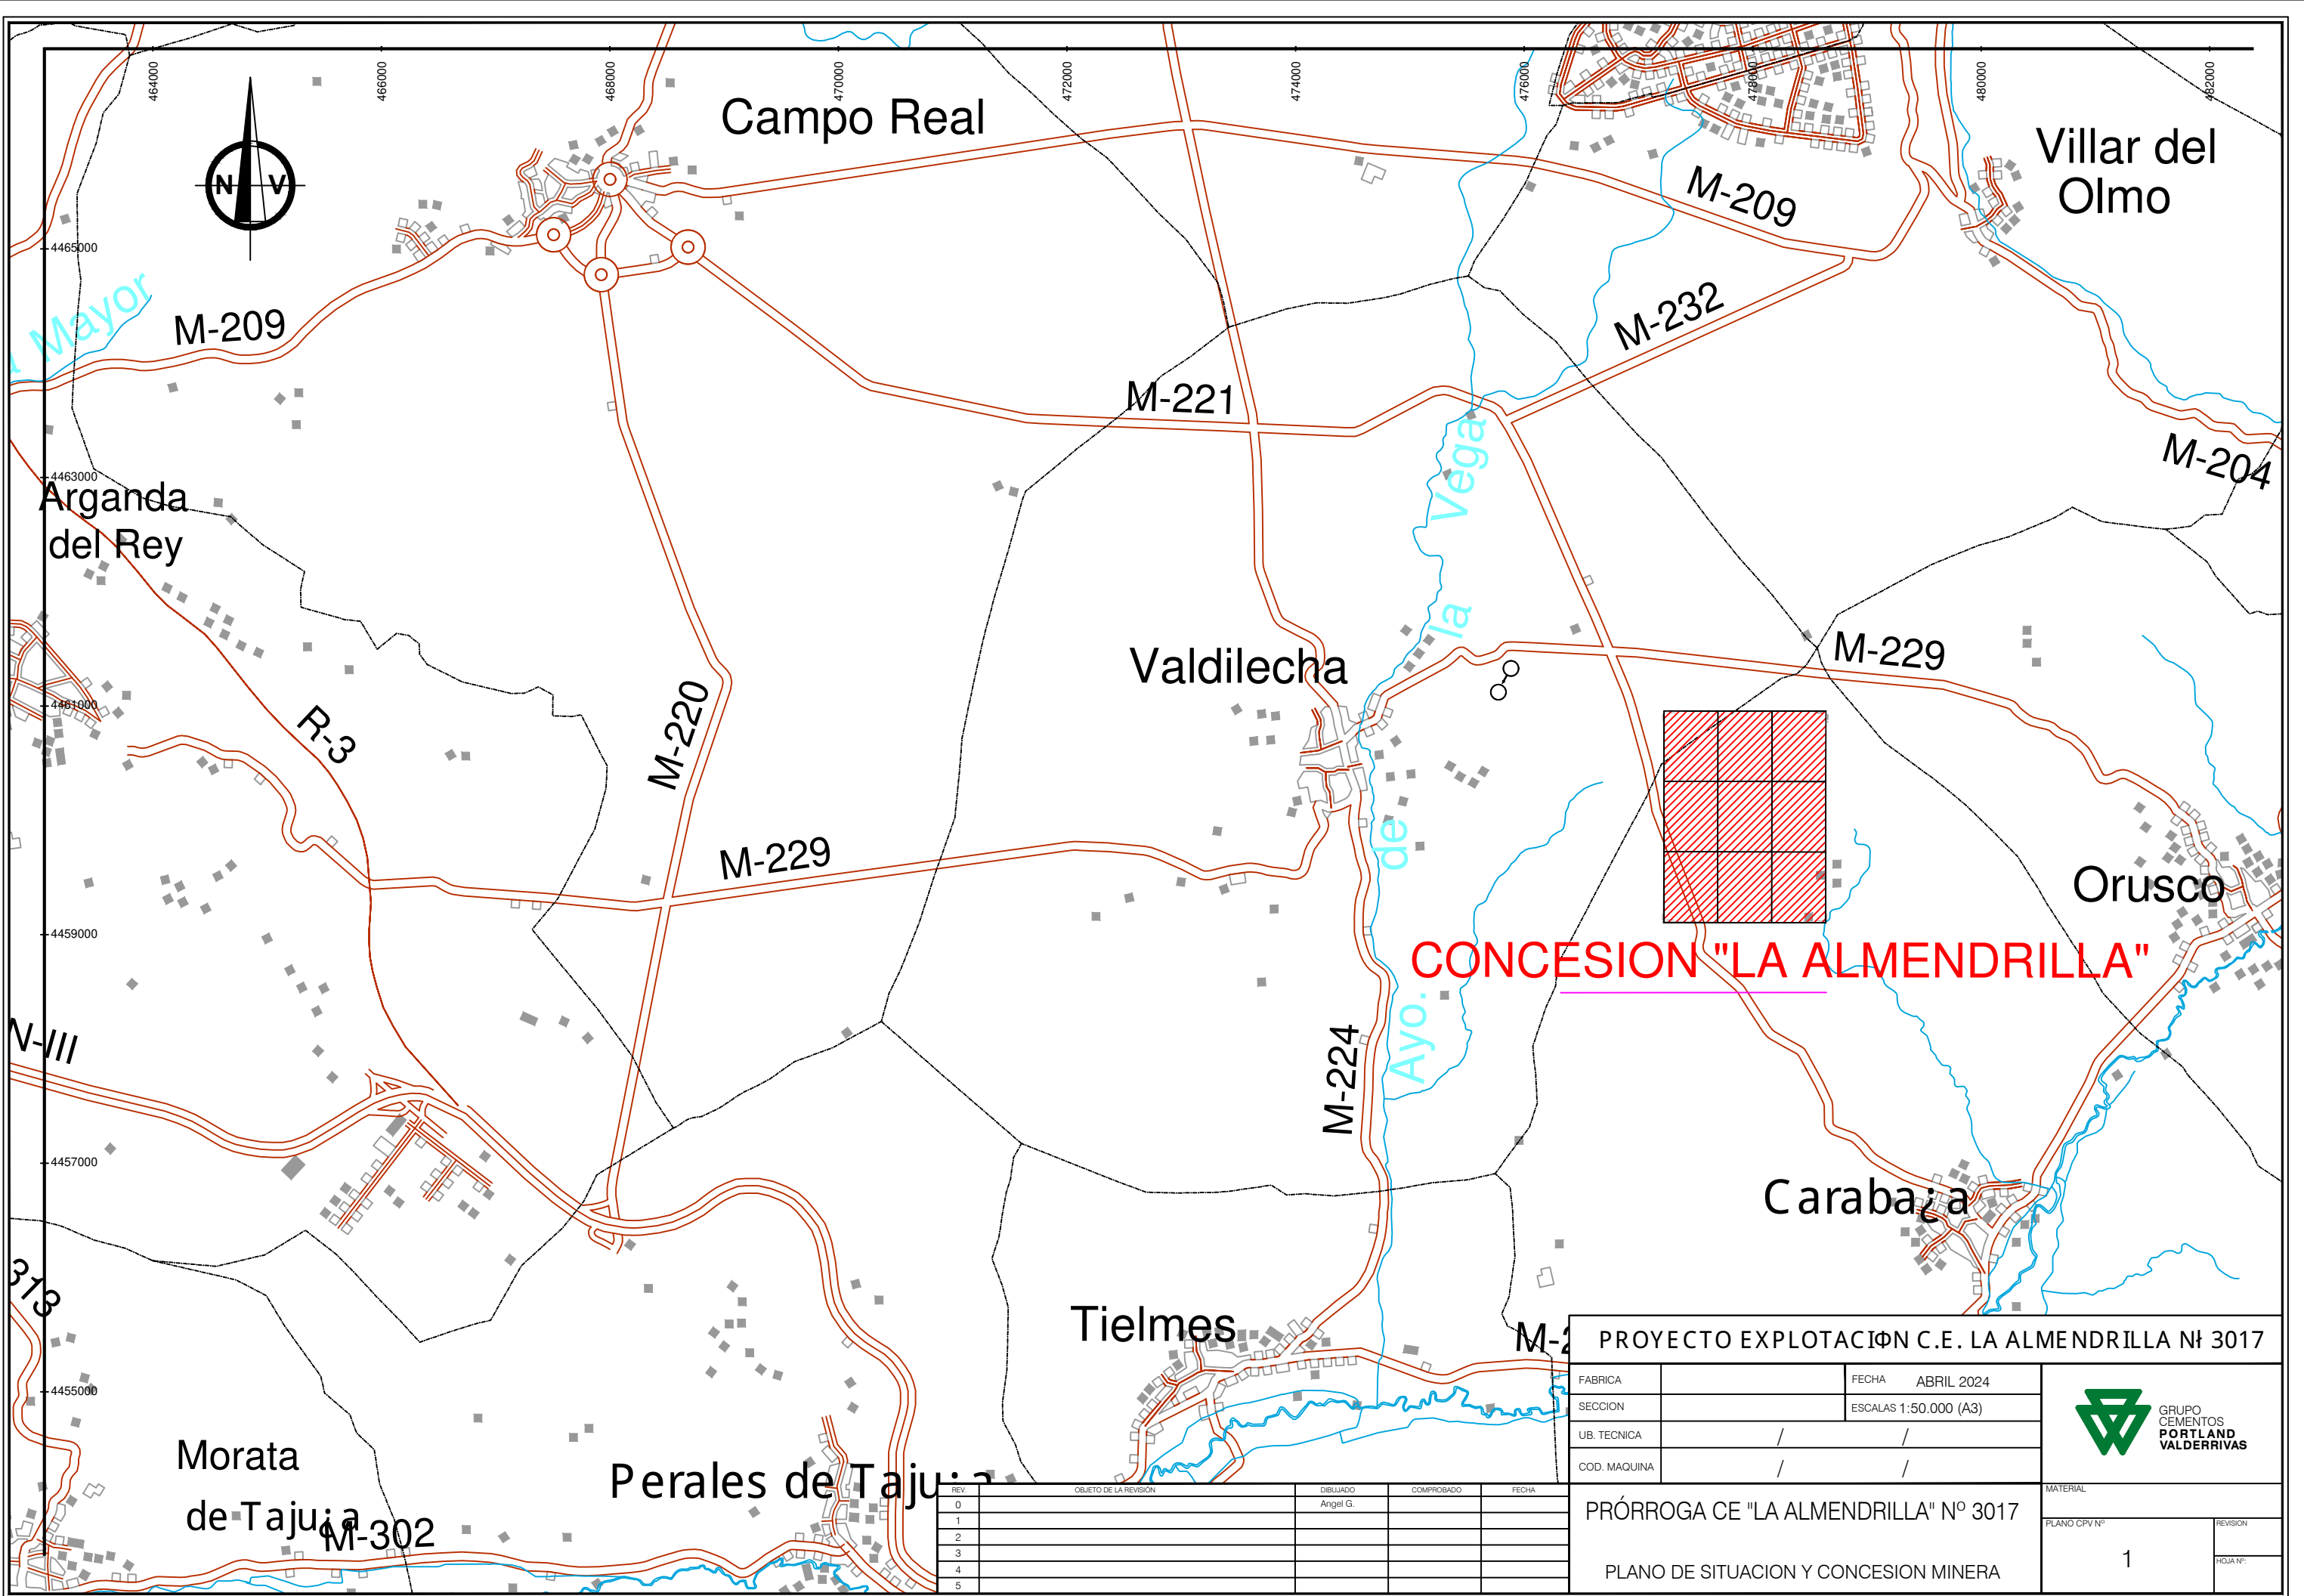 464000
466000
468000
470000
472000
474000
476000
478000
480000
482000
Campo Real
Villar del
Olmo
N V
M-209
4465000
Mayor
M-209
M-232
M-221
M-204
4463000
Arganda
del Rey
Vega
la
de
Ayo.
Valdilecha
M-229
4461000
R-3
M-220
M-229
Orusco
4459000
CONCESION "LA ALMENDRILLA"
N-III
M-224
4457000
Caraba¿a
313
Tielmes
M-2
4455000
Morata
de Taju¿a
Perales de Taju¿a
M-302
PROYECTO EXPLOTACIΦN C.E. LA ALMENDRILLA Nł 3017
FABRICA
FECHA ABRIL 2024
SECCION
ESCALAS 1:50.000 (A3)
UB. TECNICA / /
COD. MAQUINA / /
GRUPO
CEMENTOS
PORTLAND
VALDERRIVAS
REV. OBJETO DE LA REVISIÓN DIBUJADO COMPROBADO FECHA
0 Angel G.
1
2
3
4
5
PRÓRROGA CE "LA ALMENDRILLA" Nº 3017
PLANO DE SITUACION Y CONCESION MINERA
MATERIAL
PLANO CPV Nº
1
REVISION
HOJA Nº: